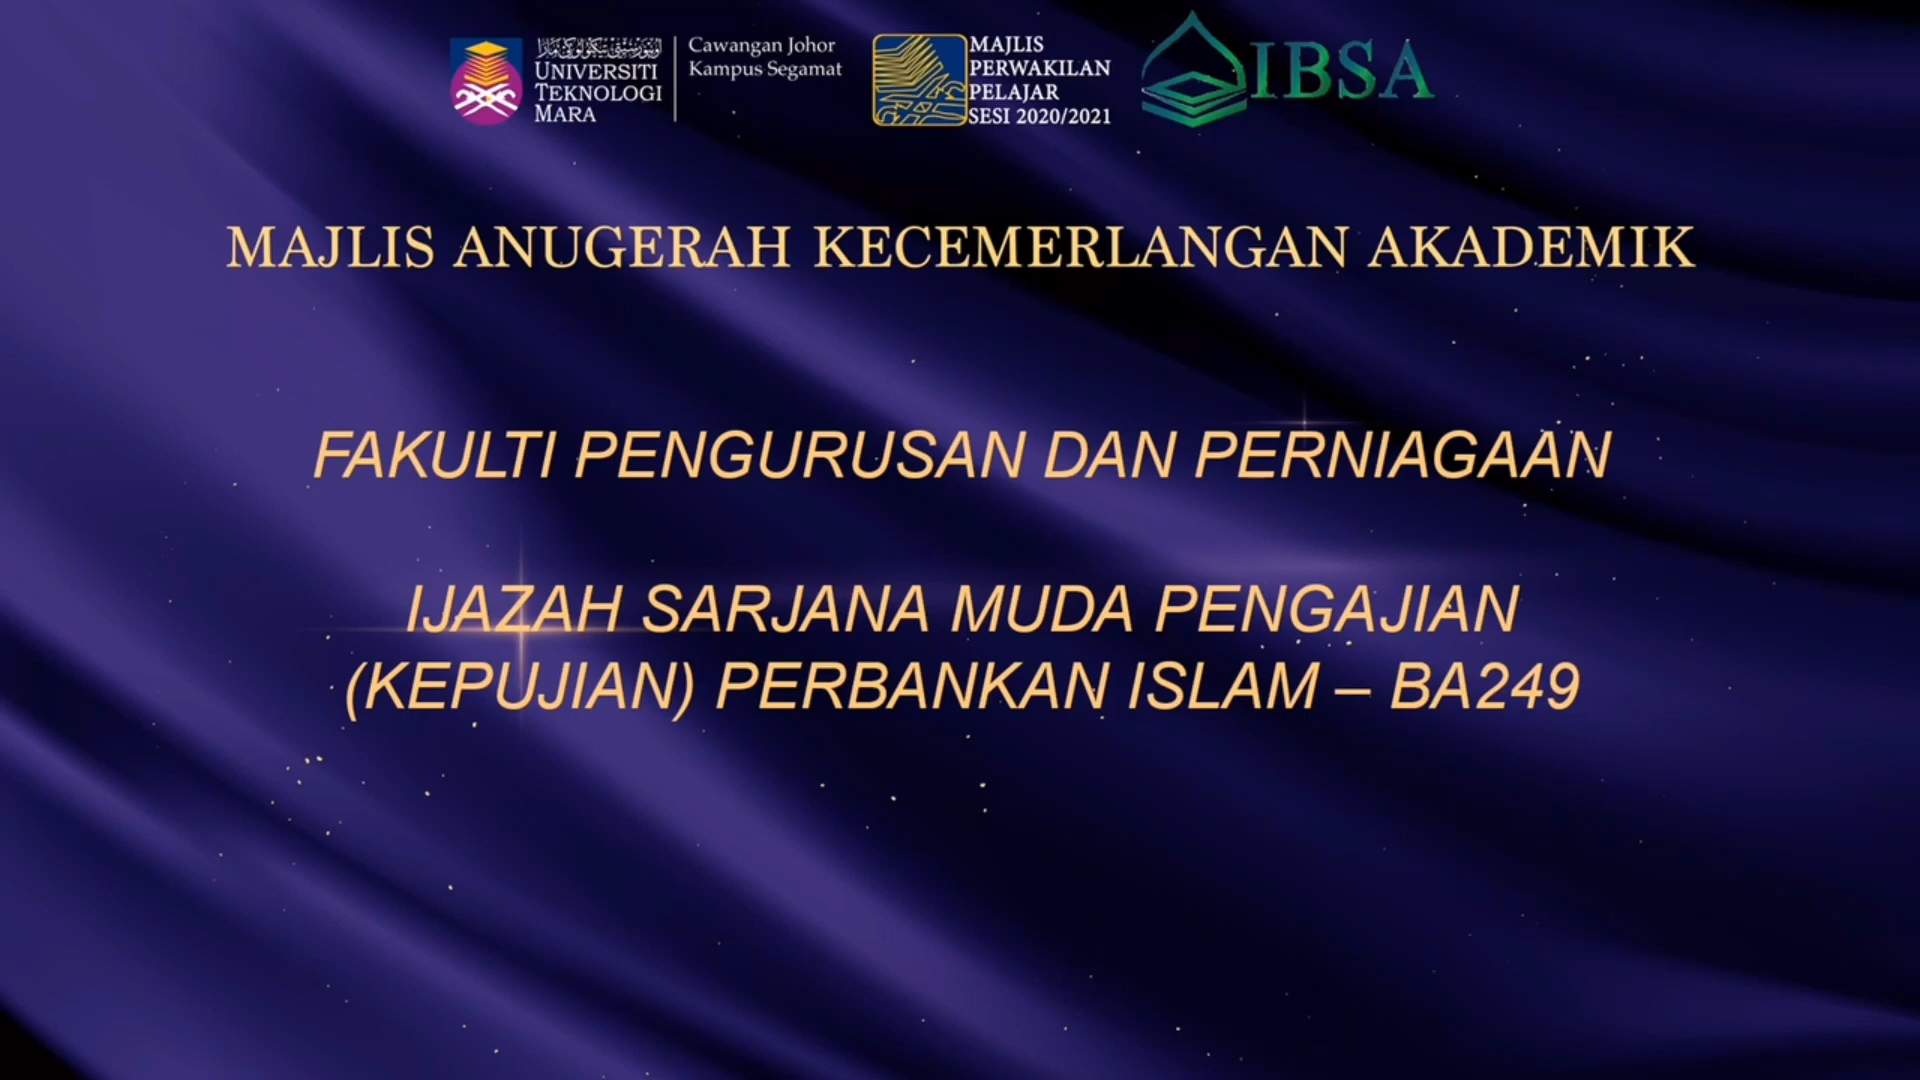 UNIVERSITI
TEKNOLOGI
MARA
Cawangan Johor
Kampus Segamat
MAJLIS
PERWAKILAN
PELAJAR
SESI 2020/2021
IBSA
MAJLIS ANUGERAH KECEMERLANGAN AKADEMIK
FAKULTI PENGURUSAN DAN PERNIAGAAN
IJAZAH SARJANA MUDA PENGAJIAN
(KEPUJIAN) PERBANKAN ISLAM – BA249